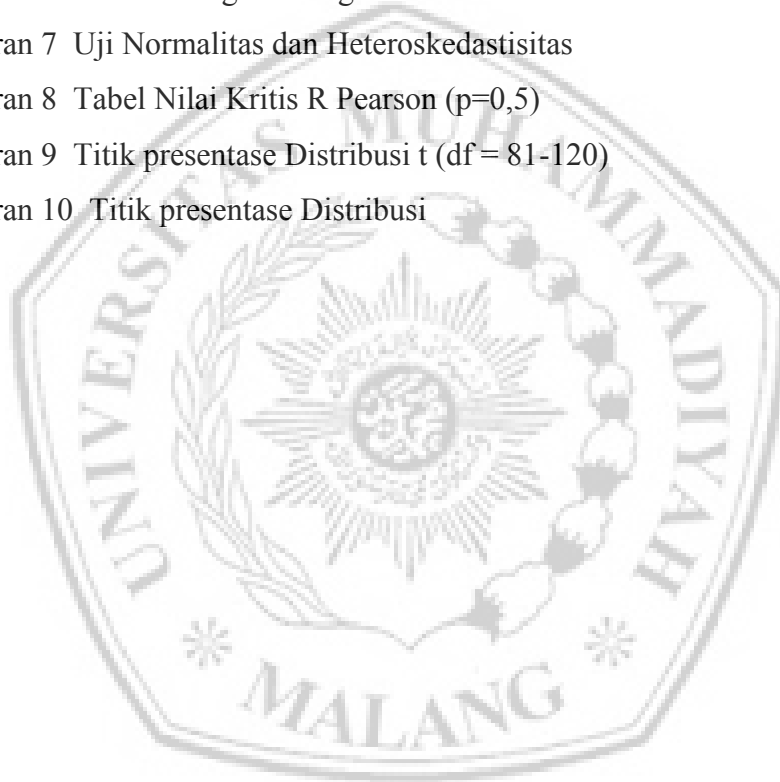 ran 7 Uji Normalitas dan Heteroskedastisitas
ran 8 Tabel Nilai Kritis R Pearson (p=0,5)
ran 9 Titik presentase Distribusi t (df = 81-120)
ran 10 Titik presentase Distribusi
UNIVERSITAS MUHAMMADIYAH
MALANG